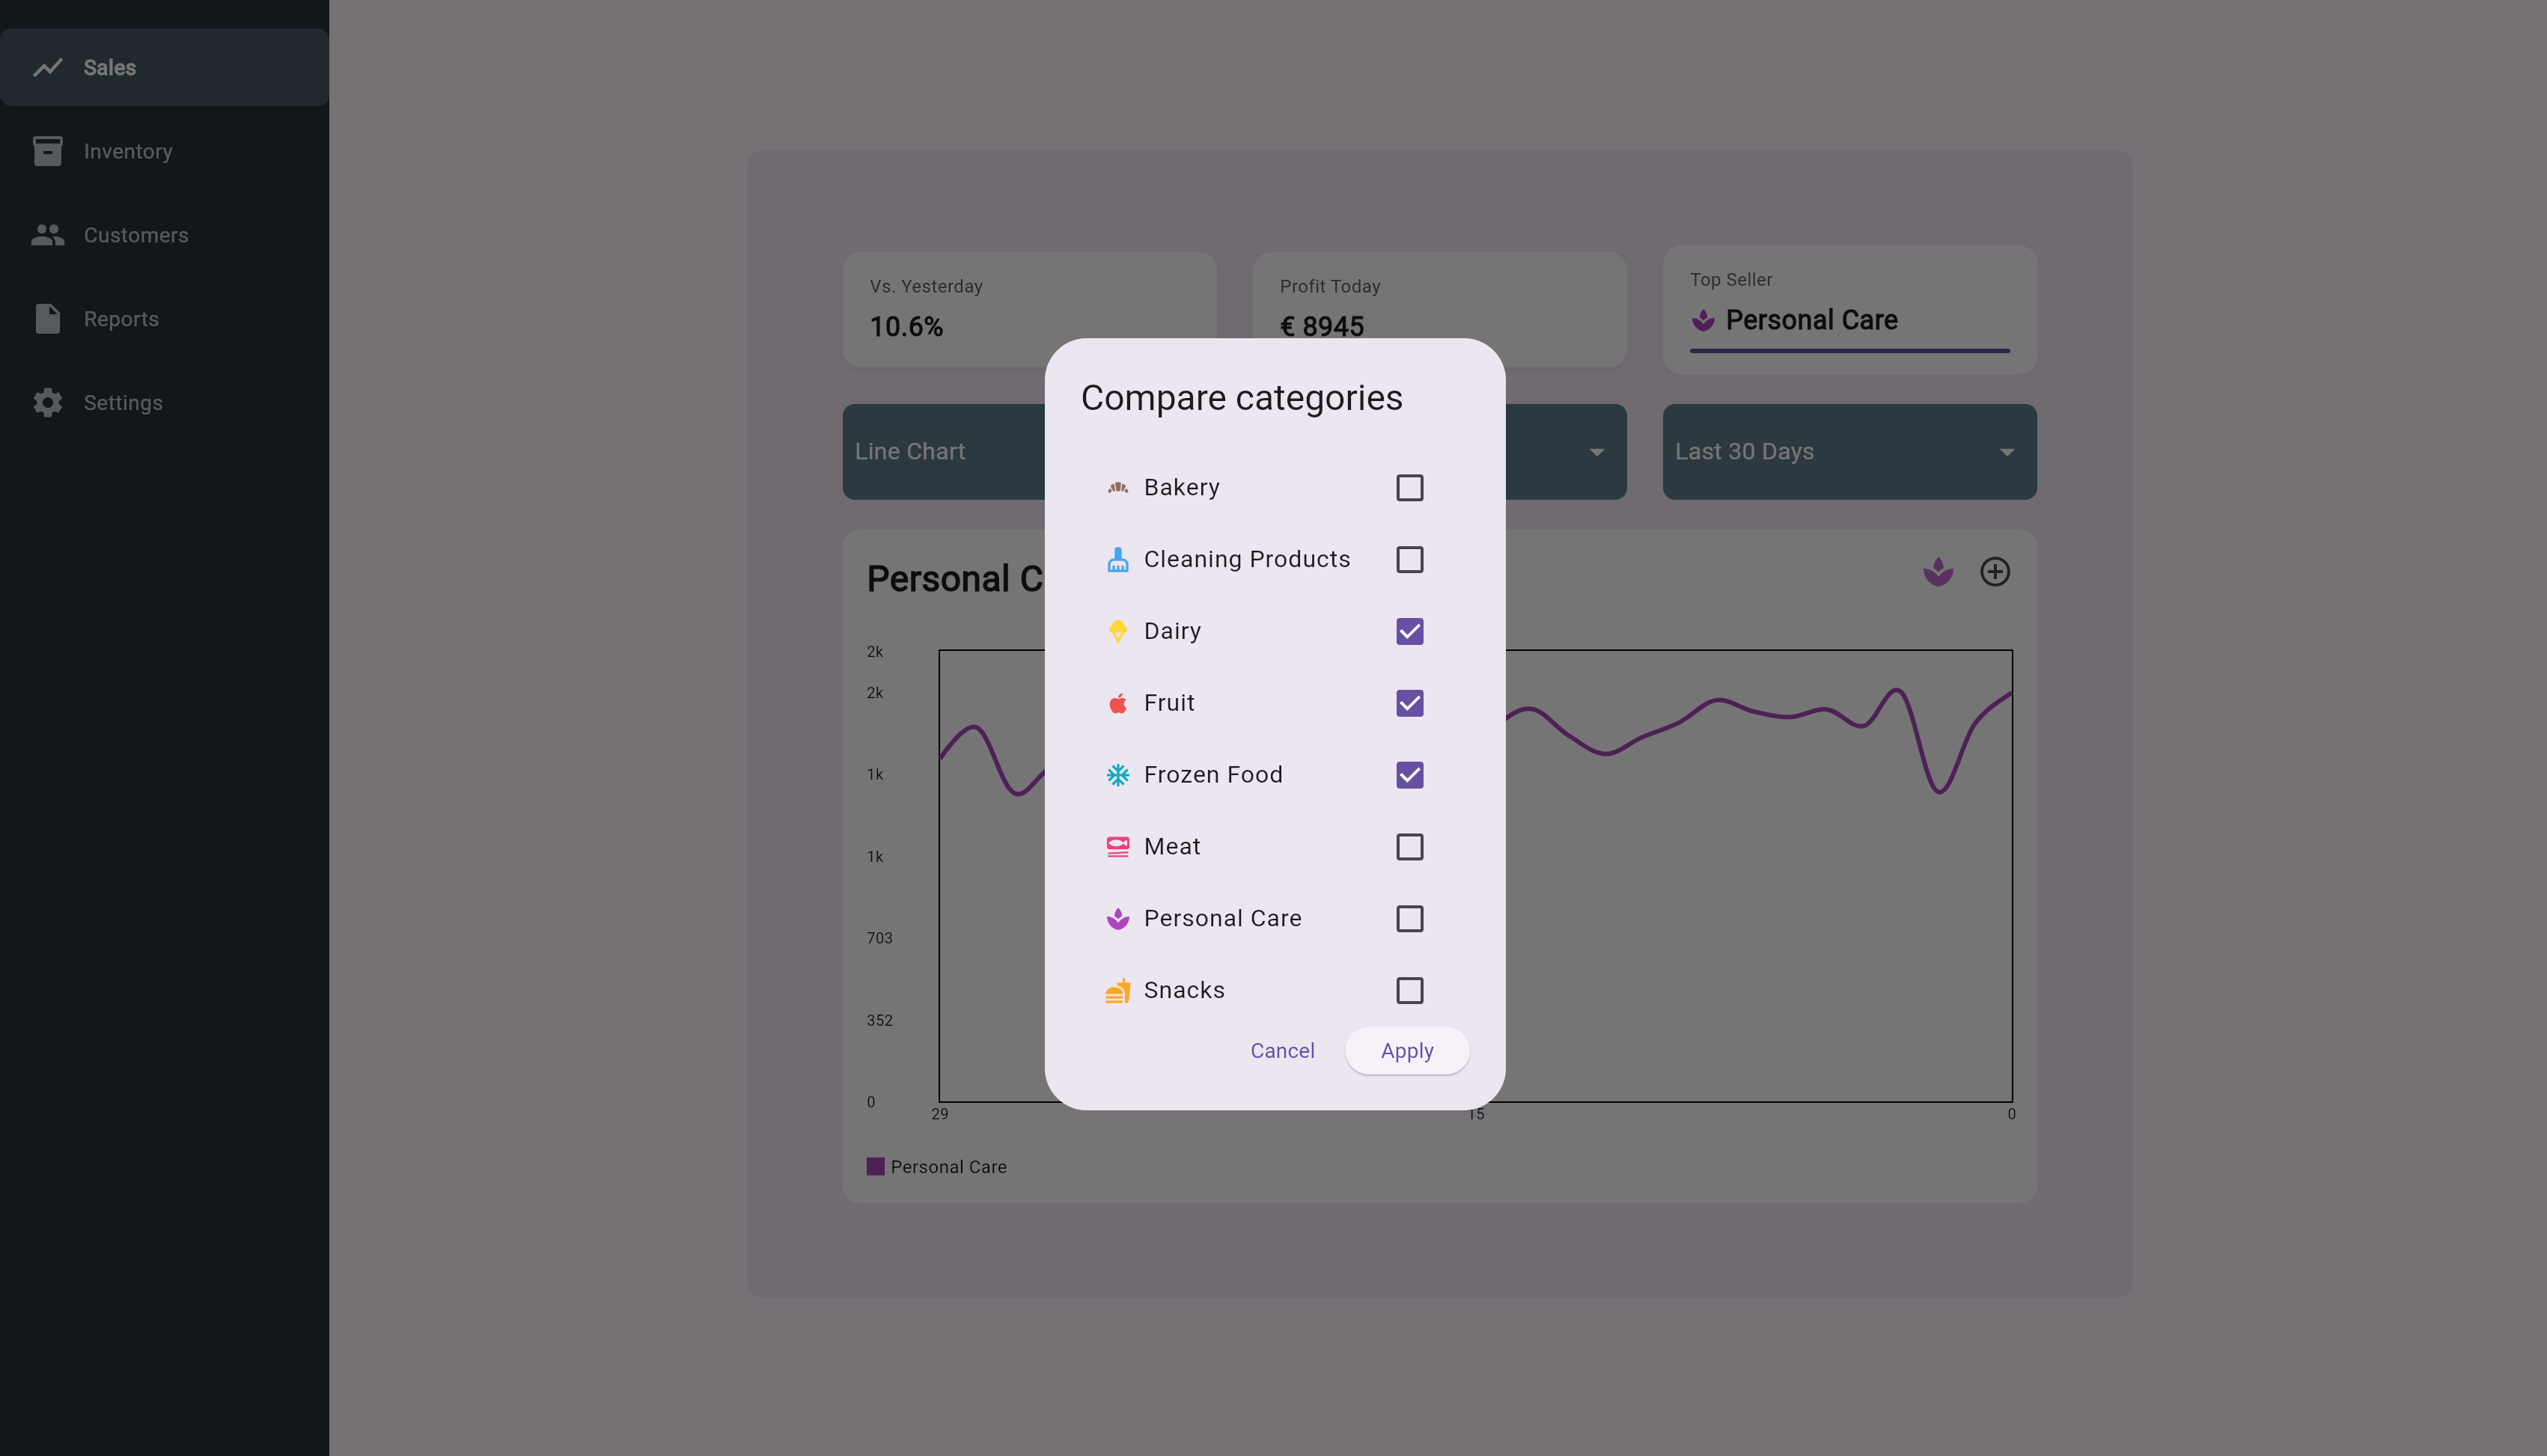 Sales
Inventory
Customers
Reports
Settings
Vs. Yesterday
10.6%
Profit Today
€ 8945
Top Seller
Personal Care
Line Chart
Last 30 Days
Personal C
2k
2k
1k
1k
703
352
0
29
15
0
Personal Care
Compare categories
Bakery
Cleaning Products
Dairy
Fruit
Frozen Food
Meat
Personal Care
Snacks
Cancel
Apply